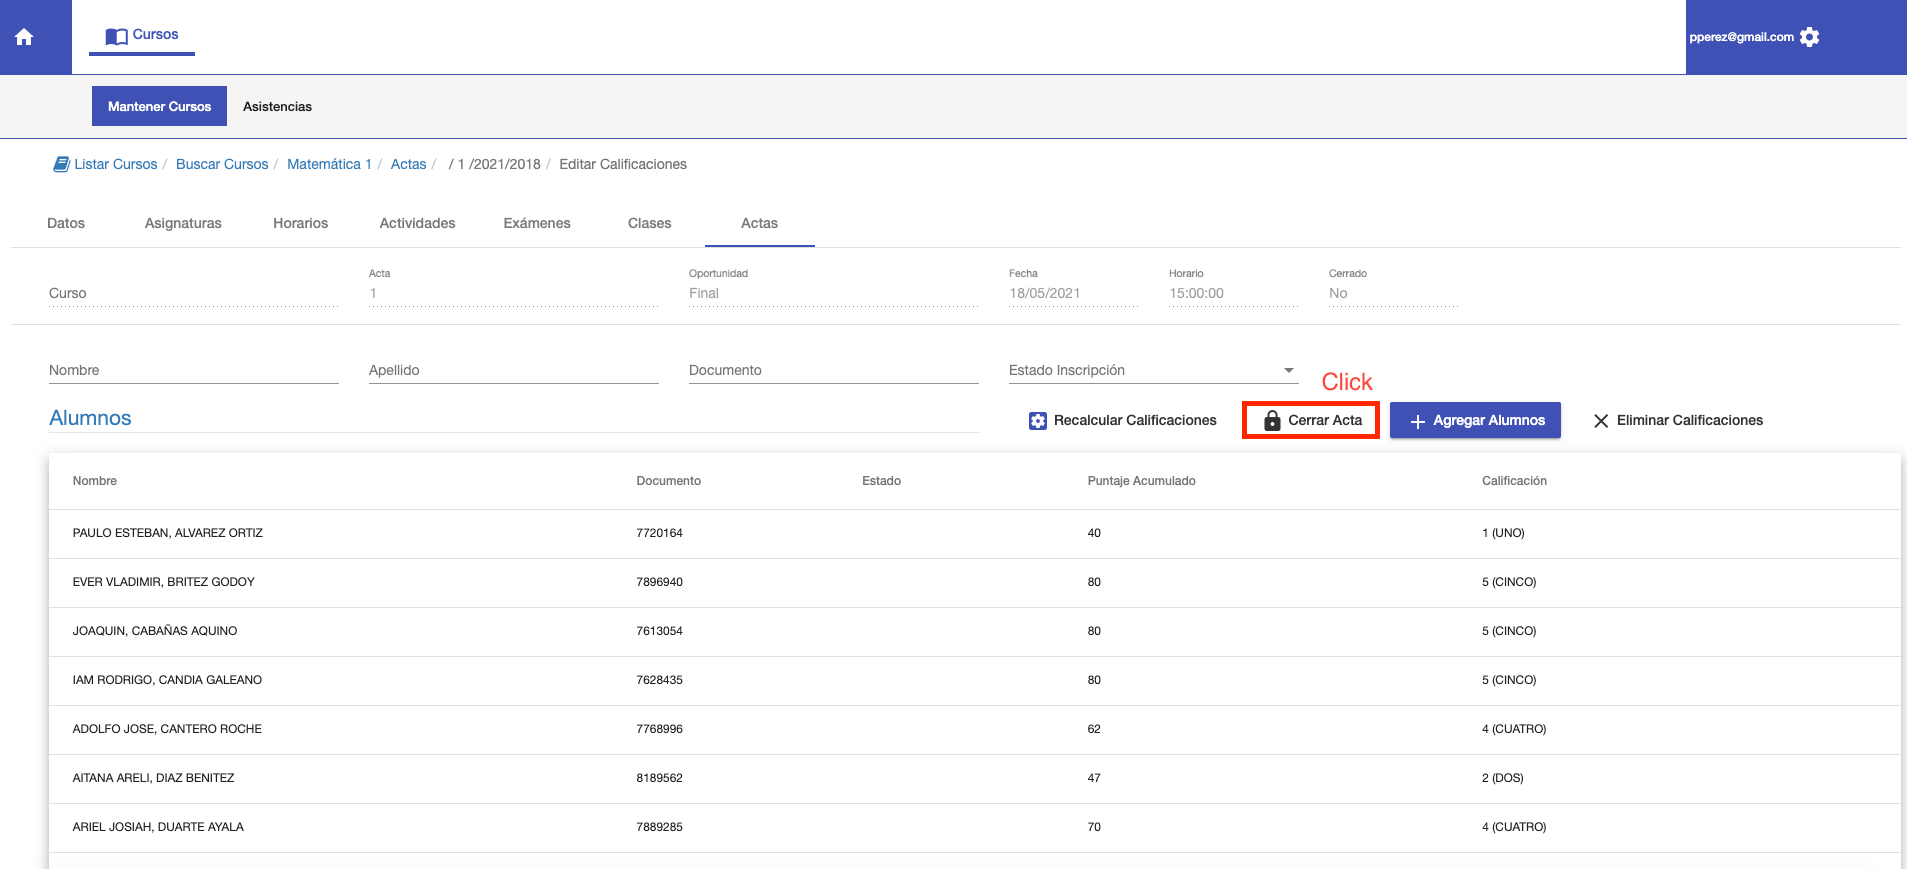 Cursos
pperez@gmail.com
Mantener Cursos Asistencias
Listar Cursos / Buscar Cursos / Matemática 1 / Actas / / 1 /2021/2018 / Editar Calificaciones
Datos Asignaturas Horarios Actividades Exámenes Clases Actas
Acta Oportunidad Fecha Horario Cerrado
Curso 1 Final 18/05/2021 15:00:00 No
Nombre Apellido Documento Estado Inscripción
Click
Alumnos Recalcular Calificaciones Cerrar Acta Agregar Alumnos Eliminar Calificaciones
Nombre Documento Estado Puntaje Acumulado Calificación
PAULO ESTEBAN, ALVAREZ ORTIZ 7720164 40 1 (UNO)
EVER VLADIMIR, BRITEZ GODOY 7896940 80 5 (CINCO)
JOAQUIN, CABAÑAS AQUINO 7613054 80 5 (CINCO)
IAM RODRIGO, CANDIA GALEANO 7628435 80 5 (CINCO)
ADOLFO JOSE, CANTERO ROCHE 7768996 62 4 (CUATRO)
AITANA ARELI, DIAZ BENITEZ 8189562 47 2 (DOS)
ARIEL JOSIAH, DUARTE AYALA 7889285 70 4 (CUATRO)